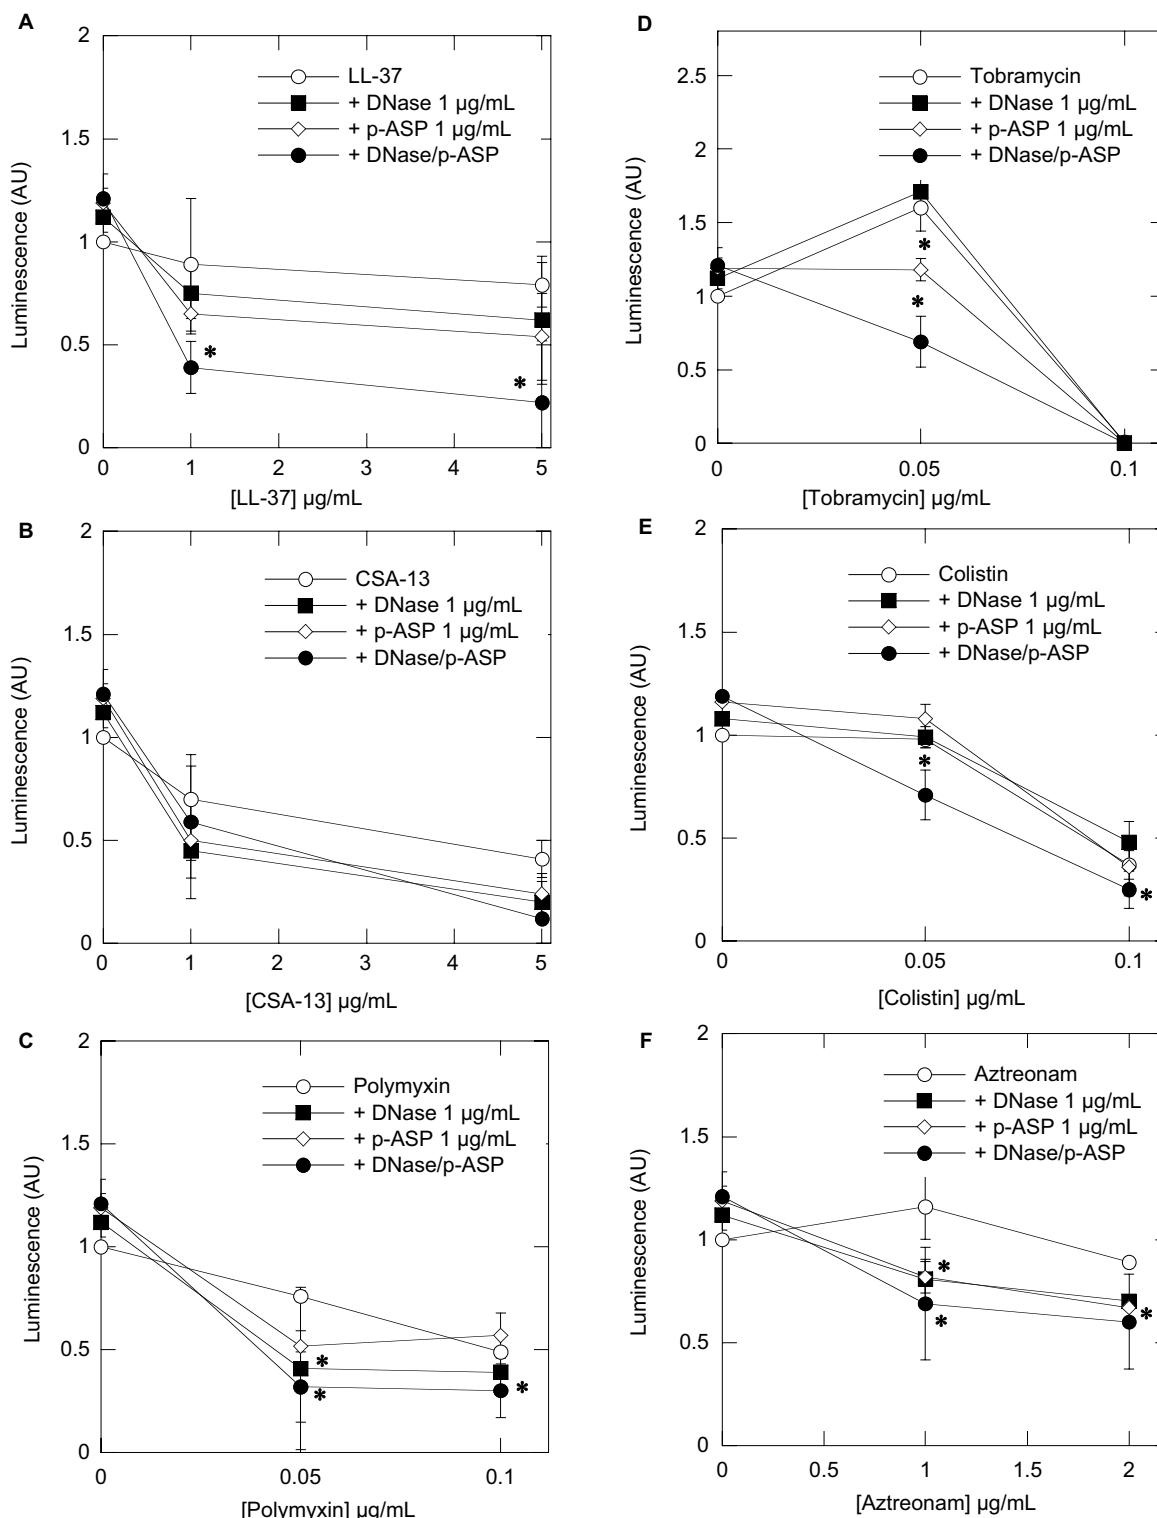 A
2
1.5
1
0.5
0
Luminescence (AU)
LL-37
+ DNase 1 µg/mL
+ p-ASP 1 µg/mL
+ DNase/p-ASP
*
*
0 1 2 3 4 5
[LL-37] µg/mL
B
2
1.5
1
0.5
0
Luminescence (AU)
CSA-13
+ DNase 1 µg/mL
+ p-ASP 1 µg/mL
+ DNase/p-ASP
0 1 2 3 4 5
[CSA-13] µg/mL
C
2
1.5
1
0.5
0
Luminescence (AU)
Polymyxin
+ DNase 1 µg/mL
+ p-ASP 1 µg/mL
+ DNase/p-ASP
*
*
*
0 0.05 0.1
[Polymyxin] µg/mL
D
2.5
2
1.5
1
0.5
0
Luminescence (AU)
Tobramycin
+ DNase 1 µg/mL
+ p-ASP 1 µg/mL
+ DNase/p-ASP
*
*
0 0.05 0.1
[Tobramycin] µg/mL
E
2
1.5
1
0.5
0
Luminescence (AU)
Colistin
+ DNase 1 µg/mL
+ p-ASP 1 µg/mL
+ DNase/p-ASP
*
*
0 0.05 0.1
[Colistin] µg/mL
F
2
1.5
1
0.5
0
Luminescence (AU)
Aztreonam
+ DNase 1 µg/mL
+ p-ASP 1 µg/mL
+ DNase/p-ASP
*
*
*
0 0.5 1 1.5 2
[Aztreonam] µg/mL